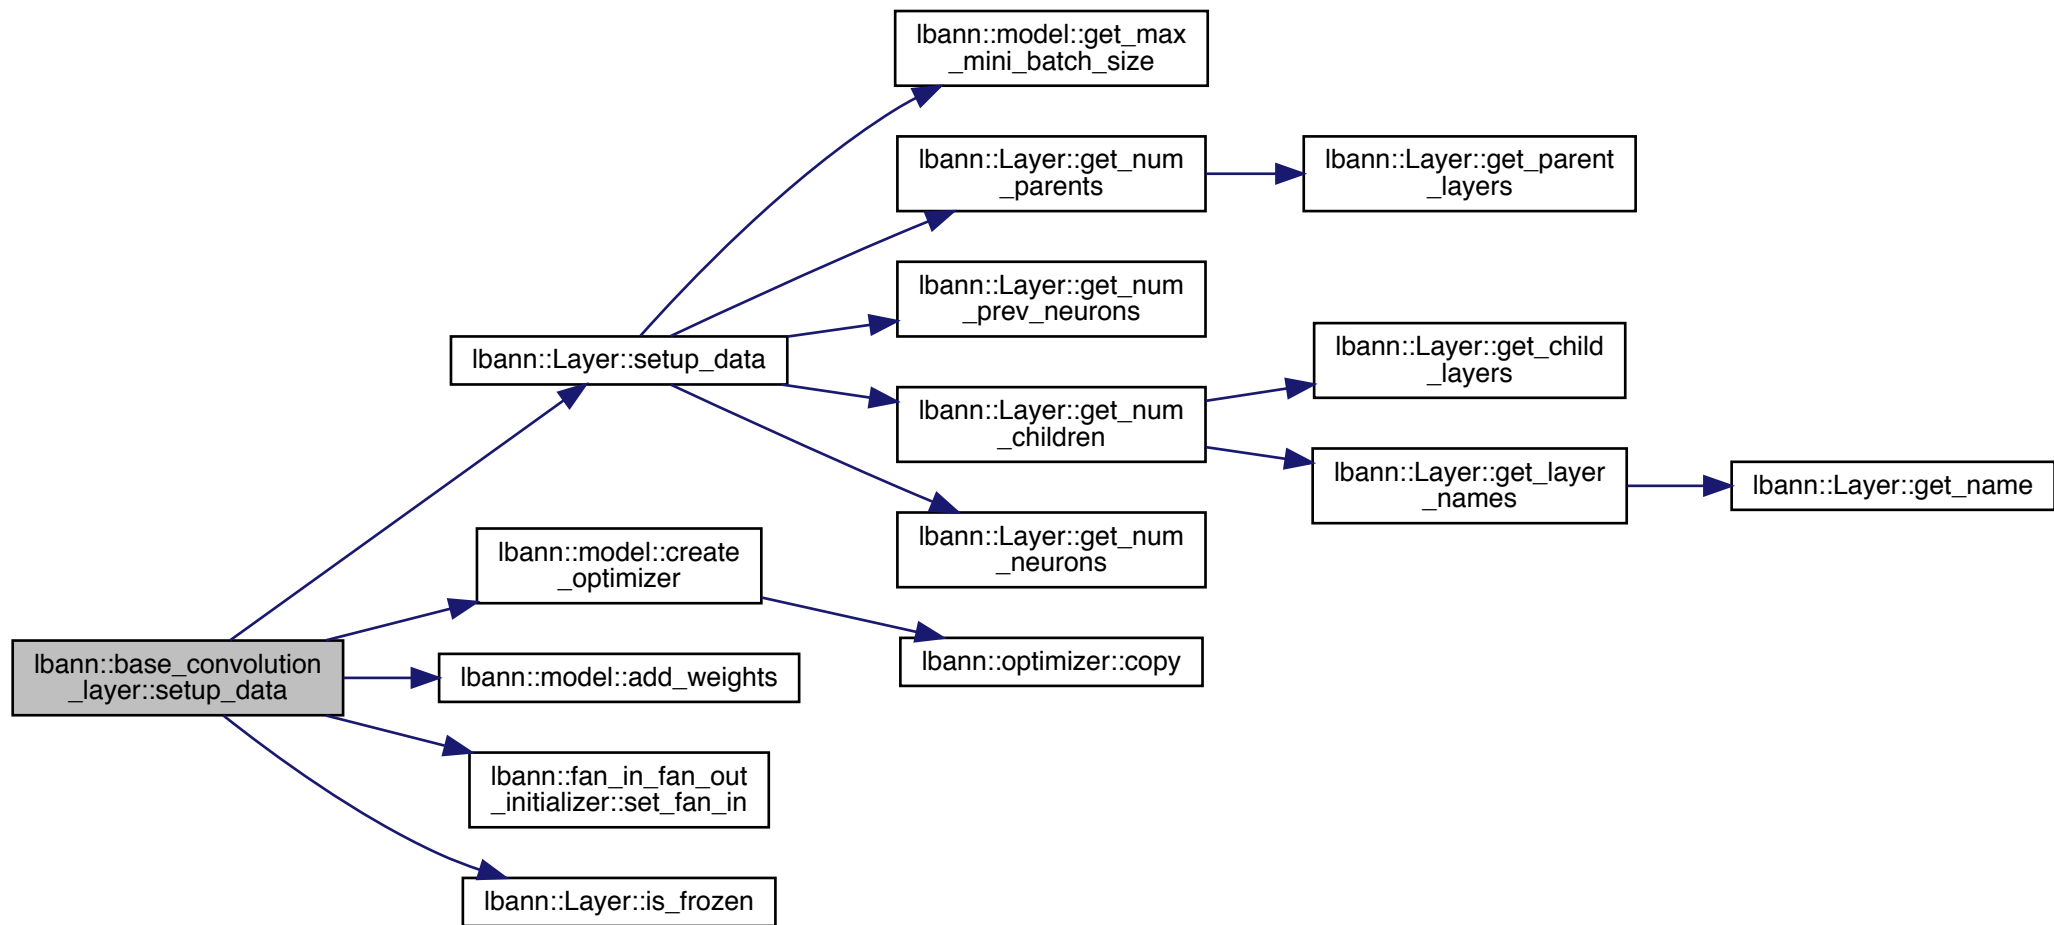 lbann::model::get_max
_mini_batch_size
lbann::Layer::get_num
_parents
lbann::Layer::get_parent
_layers
lbann::Layer::get_num
_prev_neurons
lbann::Layer::setup_data
lbann::Layer::get_child
_layers
lbann::Layer::get_num
_children
lbann::Layer::get_layer
_names
lbann::Layer::get_name
lbann::Layer::get_num
_neurons
lbann::model::create
_optimizer
lbann::optimizer::copy
lbann::base_convolution
_layer::setup_data
lbann::model::add_weights
lbann::fan_in_fan_out
_initializer::set_fan_in
lbann::Layer::is_frozen